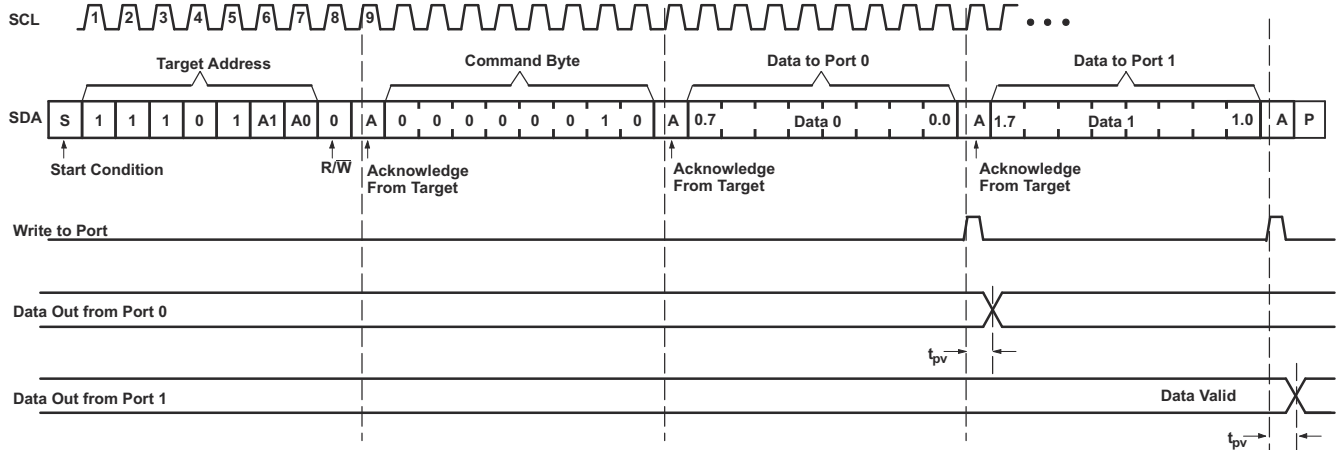 SCL 1 2 3 4 5 6 7 8 9 • • •
Target Address Command Byte Data to Port 0 Data to Port 1
SDA S 1 1 1 0 1 A1 A0 0 A 0 0 0 0 0 0 1 0 A 0.7 Data 0 0.0 A 1.7 Data 1 1.0 A P
Start Condition R/W̅ Acknowledge From Target Acknowledge From Target Acknowledge From Target
Write to Port
Data Out from Port 0
tpv
Data Out from Port 1 Data Valid
tpv